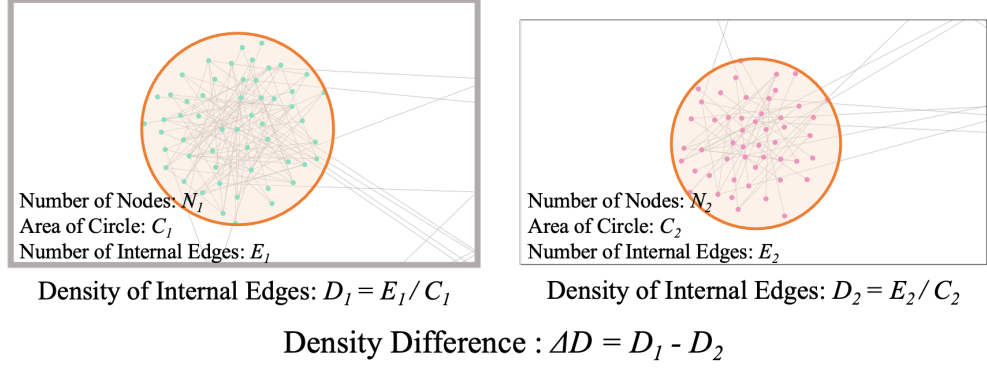 Number of Nodes: N1
Area of Circle: C1
Number of Internal Edges: E1
Number of Nodes: N2
Area of Circle: C2
Number of Internal Edges: E2
Density of Internal Edges: D1 = E1 / C1
Density of Internal Edges: D2 = E2 / C2
Density Difference : ΔD = D1 - D2